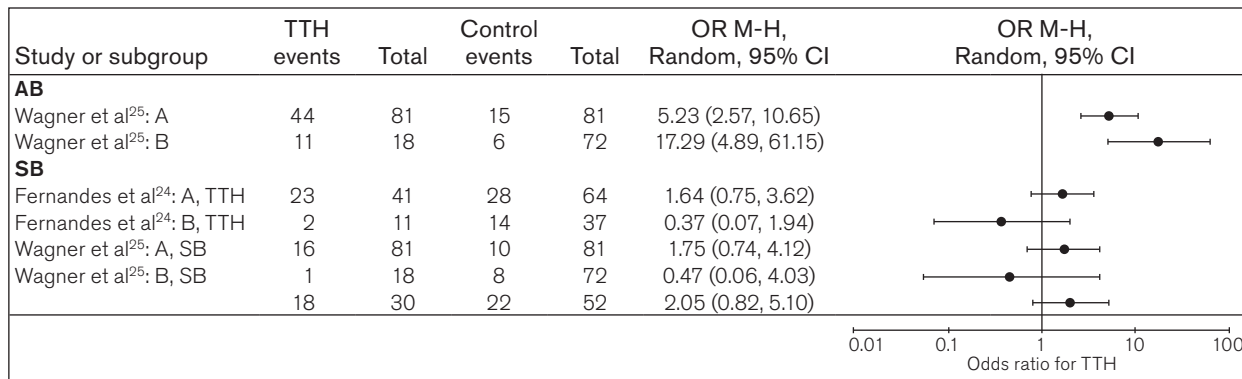 TTH Control OR M-H, OR M-H,
Study or subgroup events Total events Total Random, 95% CI Random, 95% CI
AB
Wagner et al²⁵: A 44 81 15 81 5.23 (2.57, 10.65)
Wagner et al²⁵: B 11 18 6 72 17.29 (4.89, 61.15)
SB
Fernandes et al²⁴: A, TTH 23 41 28 64 1.64 (0.75, 3.62)
Fernandes et al²⁴: B, TTH 2 11 14 37 0.37 (0.07, 1.94)
Wagner et al²⁵: A, SB 16 81 10 81 1.75 (0.74, 4.12)
Wagner et al²⁵: B, SB 1 18 8 72 0.47 (0.06, 4.03)
18 30 22 52 2.05 (0.82, 5.10)
0.01 0.1 1 10 100
Odds ratio for TTH